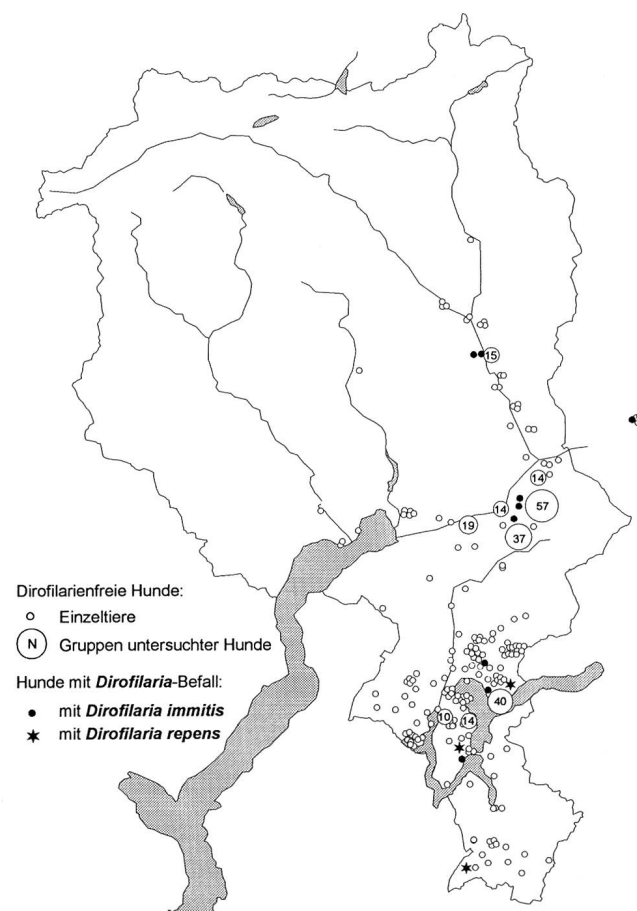 15
14
57
14
19
37
Dirofilarienfreie Hunde:
Einzeltiere
N Gruppen untersuchter Hunde
Hunde mit Dirofilaria-Befall:
mit Dirofilaria immitis
mit Dirofilaria repens
40
10
14